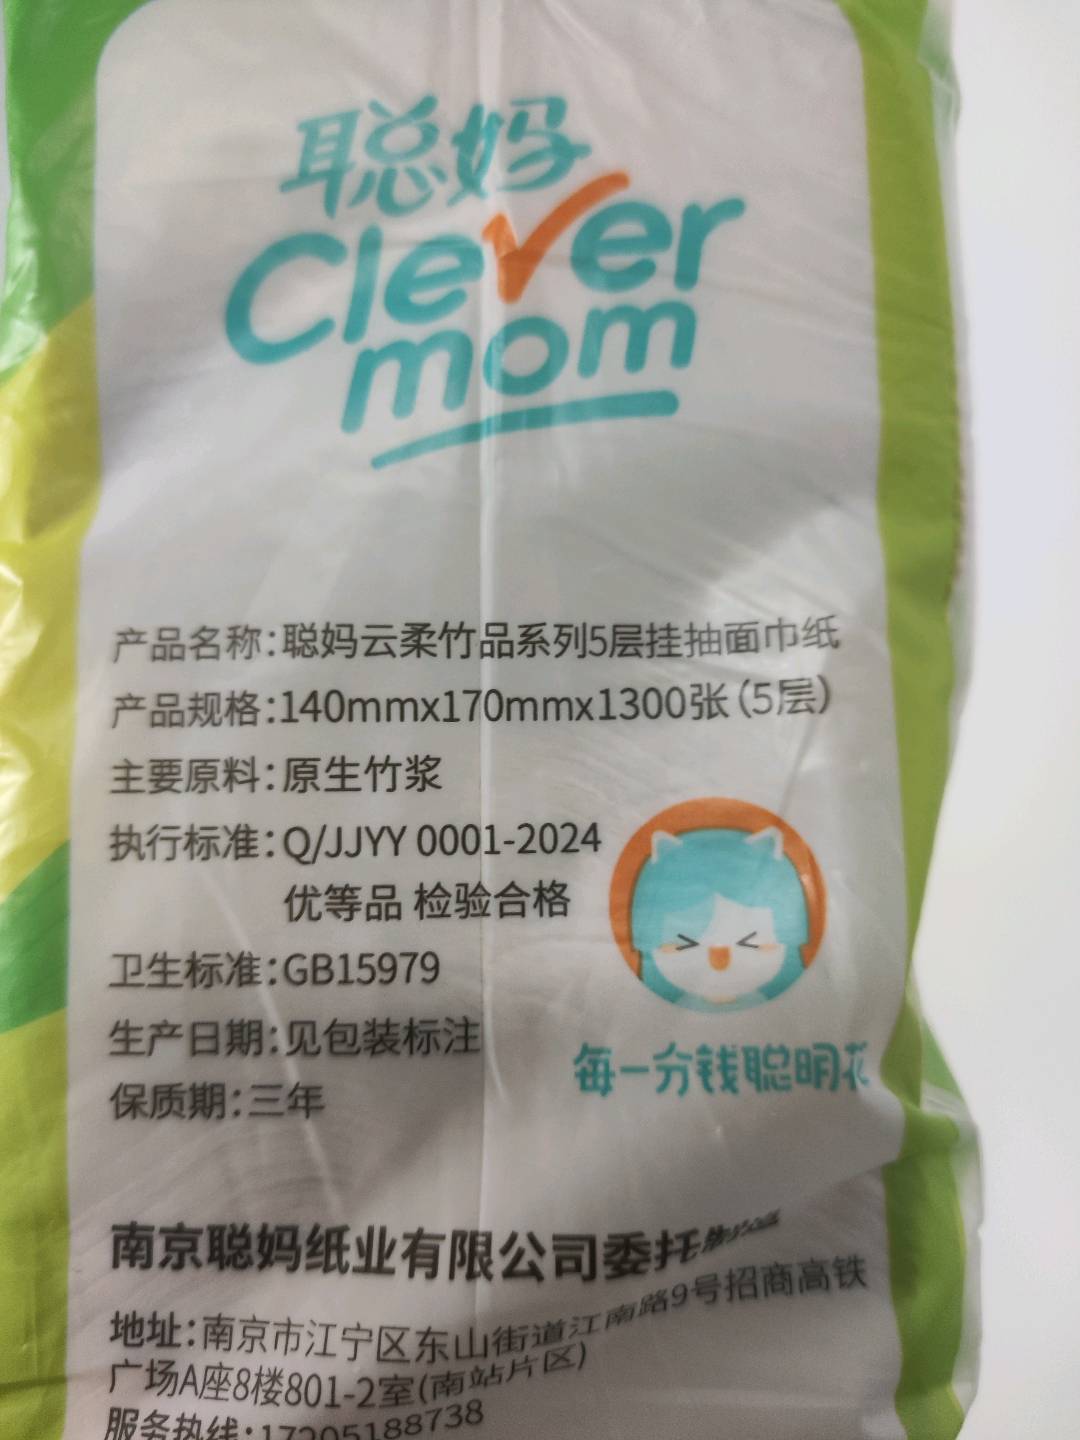 聪妈
Clever
mom
产品名称:聪妈云柔竹品系列5层挂抽面巾纸
产品规格:140mmx170mmx1300张(5层)
主要原料:原生竹浆
执行标准:Q/JJYY 0001-2024
优等品 检验合格
卫生标准:GB15979
生产日期:见包装标注
保质期:三年
每一分钱聪明花
南京聪妈纸业有限公司委托制造
地址:南京市江宁区东山街道江南路9号招商高铁
广场A座8楼801-2室(南站片区)
服务热线:17205188738